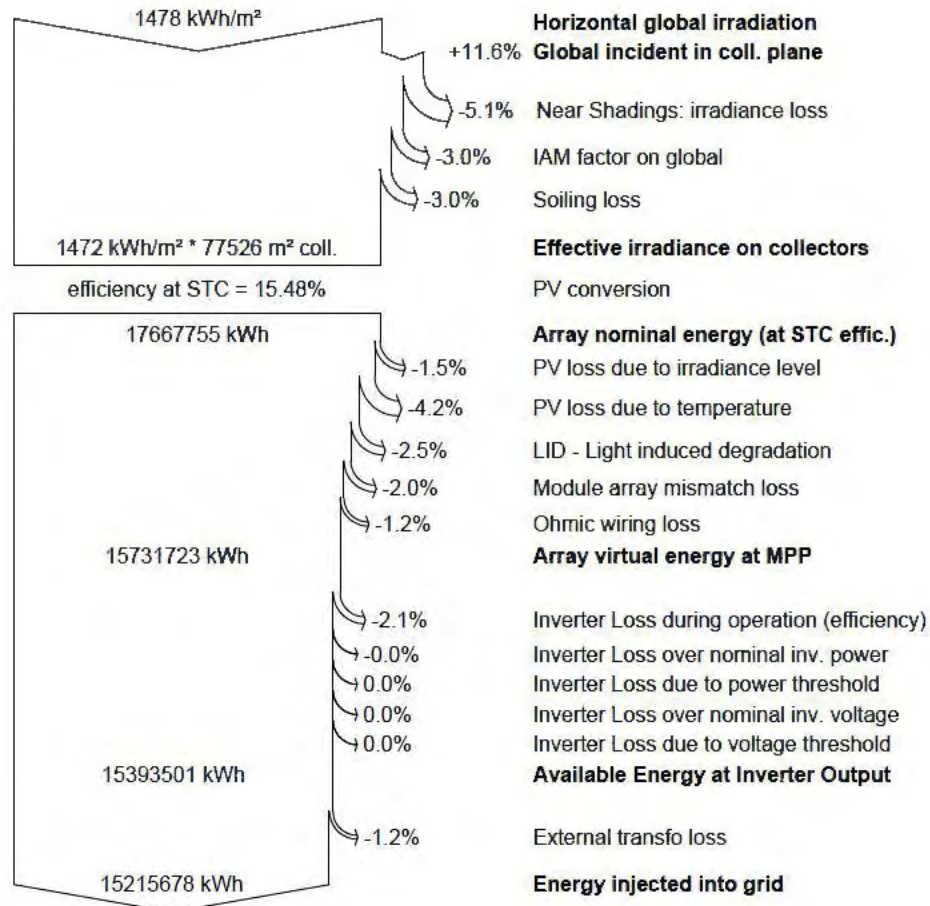 1478 kWh/m² Horizontal global irradiation
+11.6% Global incident in coll. plane
-5.1% Near Shadings: irradiance loss
-3.0% IAM factor on global
-3.0% Soiling loss
1472 kWh/m² * 77526 m² coll. Effective irradiance on collectors
efficiency at STC = 15.48% PV conversion
17667755 kWh Array nominal energy (at STC effic.)
-1.5% PV loss due to irradiance level
-4.2% PV loss due to temperature
-2.5% LID - Light induced degradation
-2.0% Module array mismatch loss
-1.2% Ohmic wiring loss
15731723 kWh Array virtual energy at MPP
-2.1% Inverter Loss during operation (efficiency)
-0.0% Inverter Loss over nominal inv. power
0.0% Inverter Loss due to power threshold
0.0% Inverter Loss over nominal inv. voltage
0.0% Inverter Loss due to voltage threshold
15393501 kWh Available Energy at Inverter Output
-1.2% External transfo loss
15215678 kWh Energy injected into grid